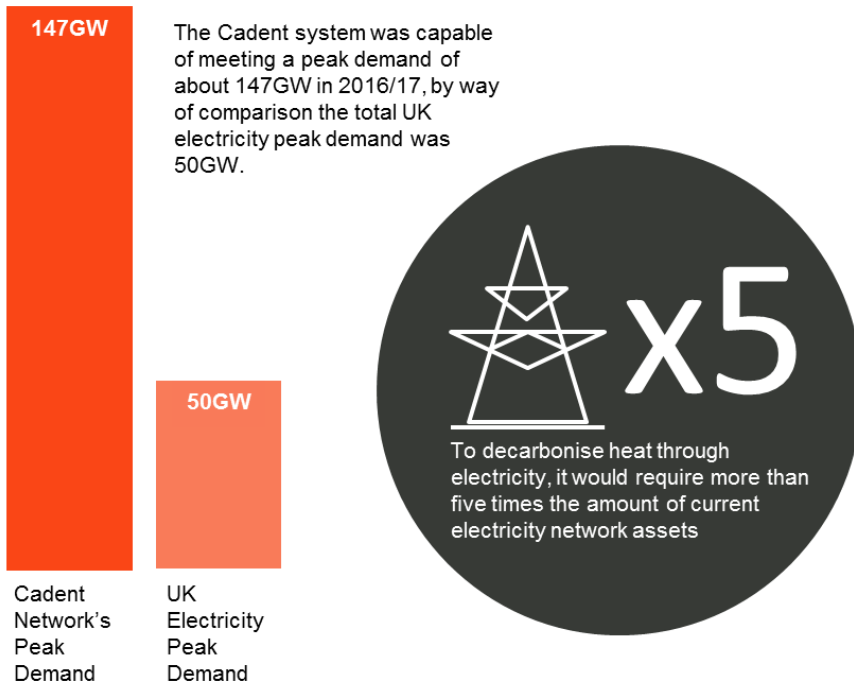 147GW
The Cadent system was capable
of meeting a peak demand of
about 147GW in 2016/17, by way
of comparison the total UK
electricity peak demand was
50GW.
x5
To decarbonise heat through
electricity, it would require more than
five times the amount of current
electricity network assets
50GW
Cadent
Network’s
Peak
Demand
UK
Electricity
Peak
Demand